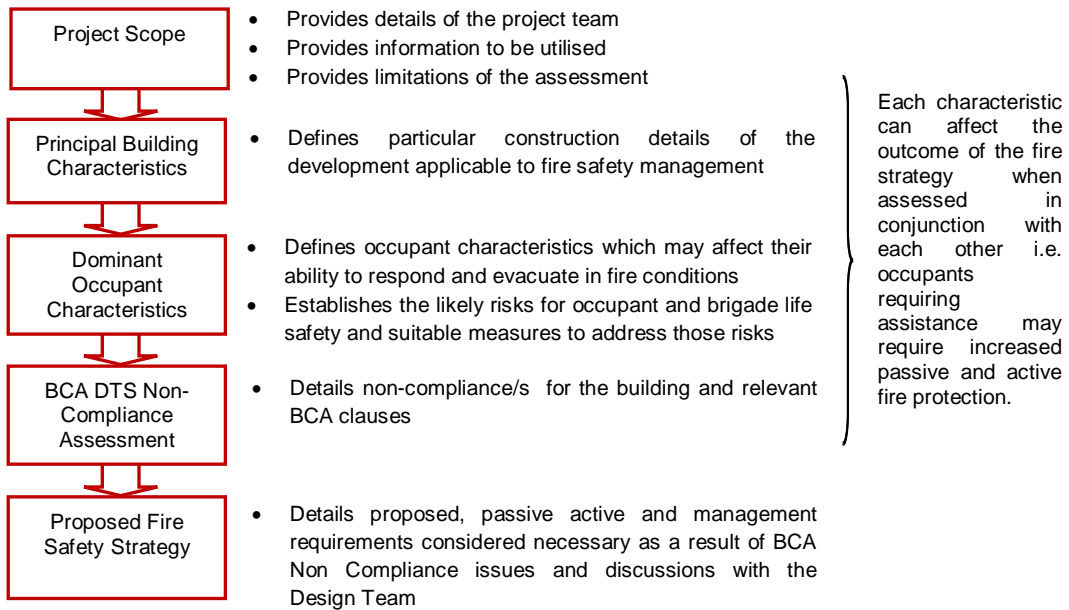 Project Scope
• Provides details of the project team
• Provides information to be utilised
• Provides limitations of the assessment
Principal Building
Characteristics
• Defines particular construction details of the
development applicable to fire safety management
Dominant
Occupant
Characteristics
• Defines occupant characteristics which may affect their
ability to respond and evacuate in fire conditions
• Establishes the likely risks for occupant and brigade life
safety and suitable measures to address those risks
BCA DTS Non-
Compliance
Assessment
• Details non-compliance/s for the building and relevant
BCA clauses
Proposed Fire
Safety Strategy
• Details proposed, passive active and management
requirements considered necessary as a result of BCA
Non Compliance issues and discussions with the
Design Team
Each characteristic
can affect the
outcome of the fire
strategy when
assessed in
conjunction with
each other i.e.
occupants
requiring
assistance may
require increased
passive and active
fire protection.